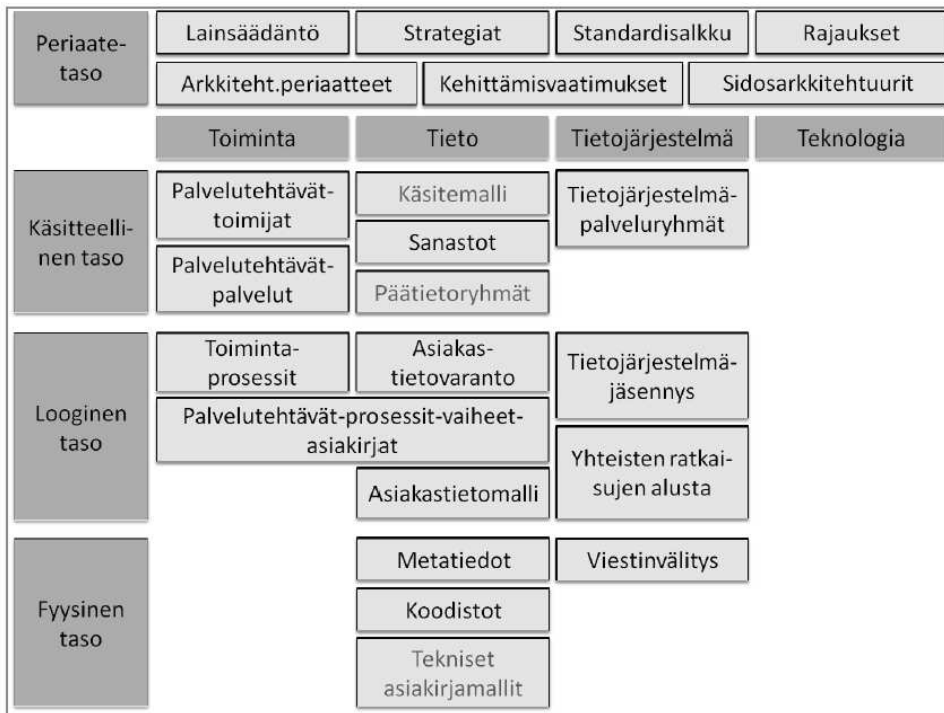 Periaate-
taso
Lainsäädäntö
Strategiat
Standardisalkku
Rajaukset
Arkkiteht.periaatteet
Kehittämisvaatimukset
Sidosarkkitehtuurit
Toiminta
Tieto
Tietojärjestelmä
Teknologia
Käsitteelli-
nen taso
Palvelutehtävät-
toimijat
Palvelutehtävät-
palvelut
Käsitemalli
Sanastot
Päätietoryhmät
Tietojärjestelmä-
palveluryhmät
Looginen
taso
Toiminta-
prosessit
Asiakas-
tietovaranto
Palvelutehtävät-prosessit-vaiheet-
asiakirjat
Asiakastietomalli
Tietojärjestelmä-
jäsennys
Yhteisten ratkai-
sujen alusta
Fyysinen
taso
Metatiedot
Koodistot
Tekniset
asiakirjamallit
Viestinvälitys